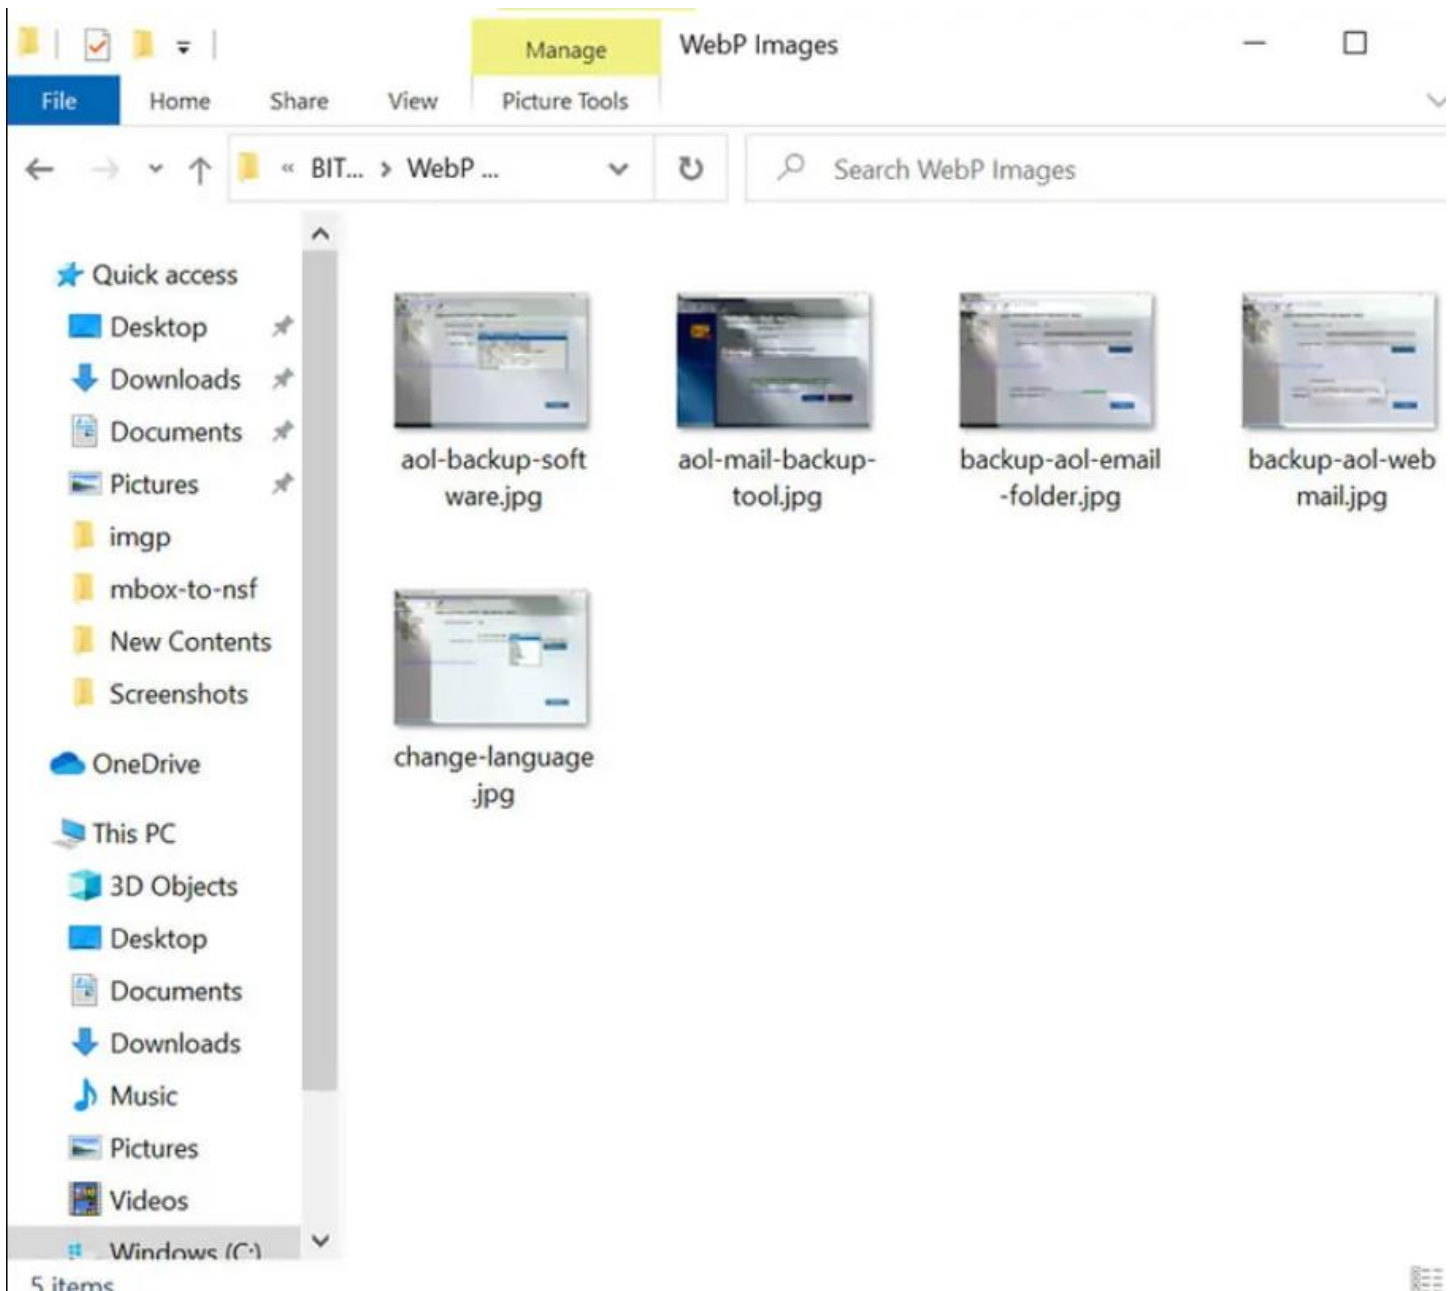 Manage
WebP Images
File
Home
Share
View
Picture Tools
« BIT... > WebP ...
Search WebP Images
Quick access
Desktop
Downloads
Documents
Pictures
imgp
mbox-to-nsf
New Contents
Screenshots
OneDrive
This PC
3D Objects
Desktop
Documents
Downloads
Music
Pictures
Videos
Windows (C:)
aol-backup-soft
ware.jpg
aol-mail-backup-
tool.jpg
backup-aol-email
-folder.jpg
backup-aol-web
mail.jpg
change-language
.jpg
5 items